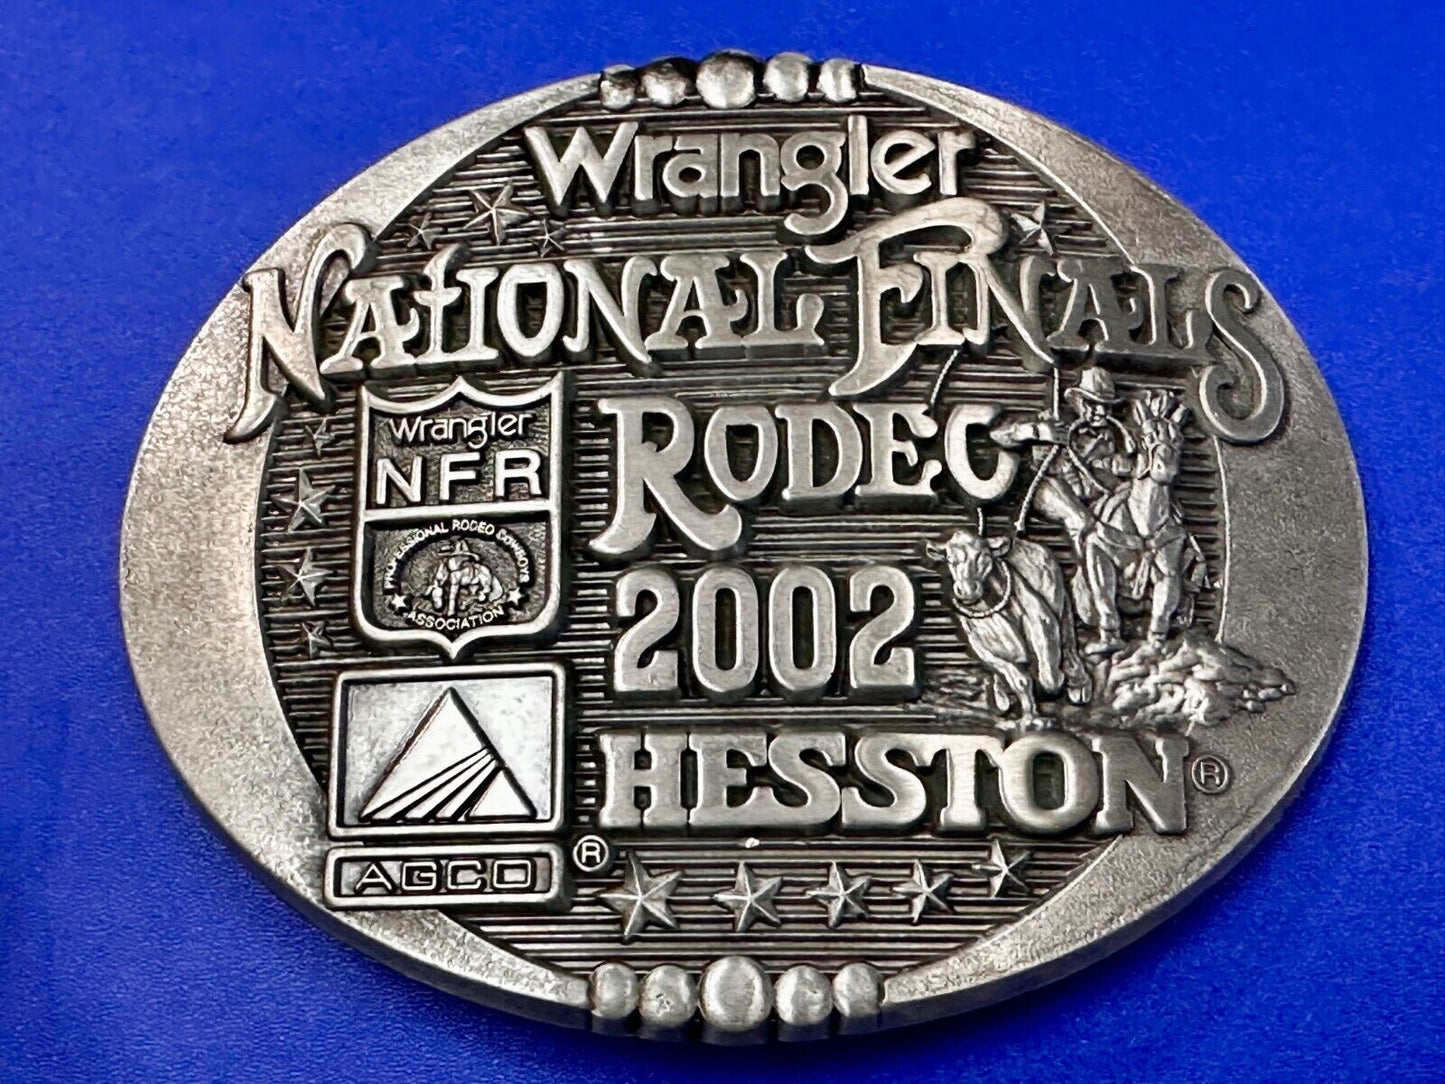 Wrangler
NATIONAL FINALS
RODEO
2002
HESSTON®
Wrangler
NFR
PROFESSIONAL RODEO COWBOYS
ASSOCIATION
AGCO®